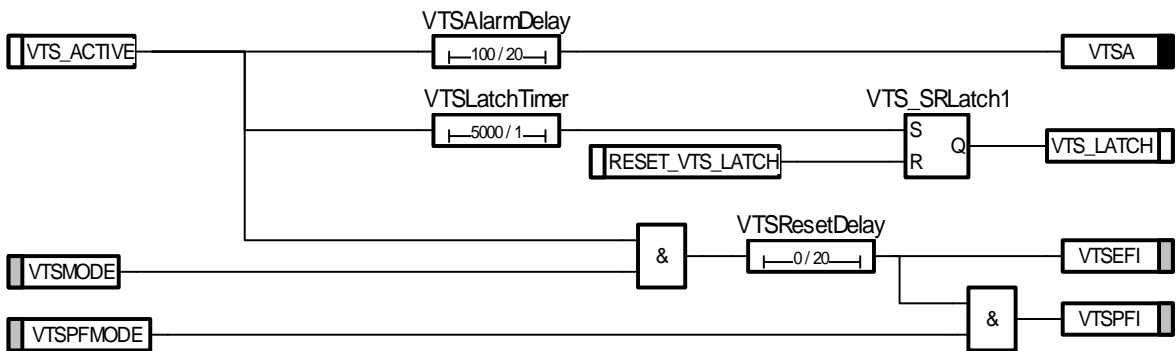 VTSAlarmDelay
VTS_ACTIVE
100 / 20
VTSA
VTSLatchTimer
VTS_SRLatch1
5000 / 1
S
Q
VTS_LATCH
RESET_VTS_LATCH
R
VTSResetDelay
&
0 / 20
VTSEFI
VTSMODE
&
VTSPFI
VTSPFMODE